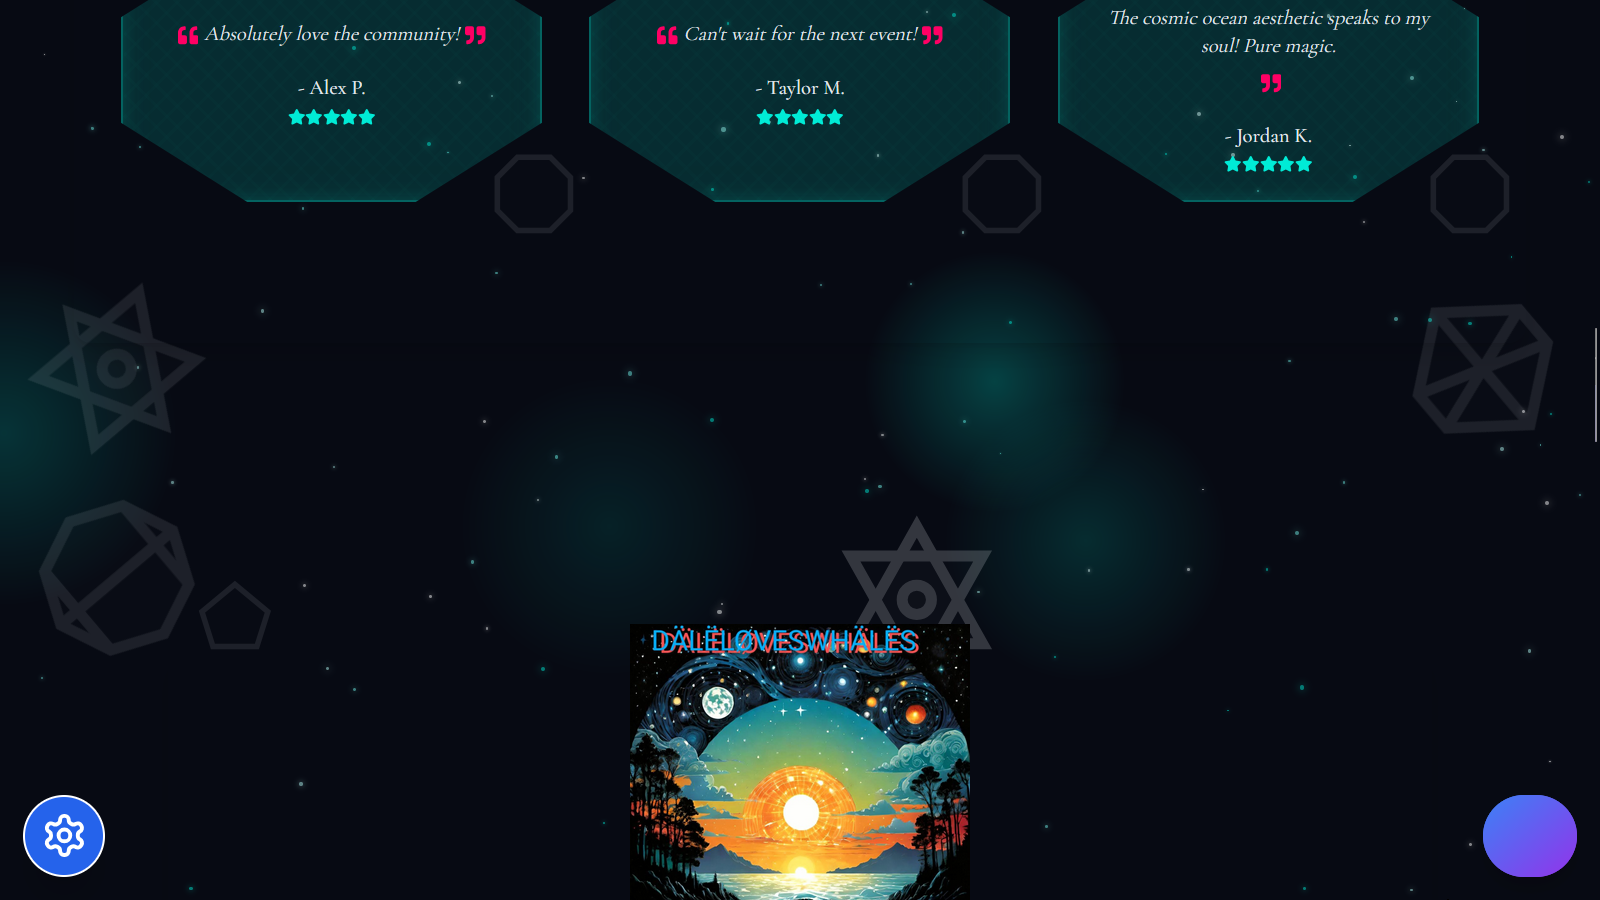 ❝ Absolutely love the community! ❞
- Alex P.
❝ Can't wait for the next event! ❞
- Taylor M.
The cosmic ocean aesthetic speaks to my
soul! Pure magic.
❞
- Jordan K.
DÄLËLØVËSWHÄLËS